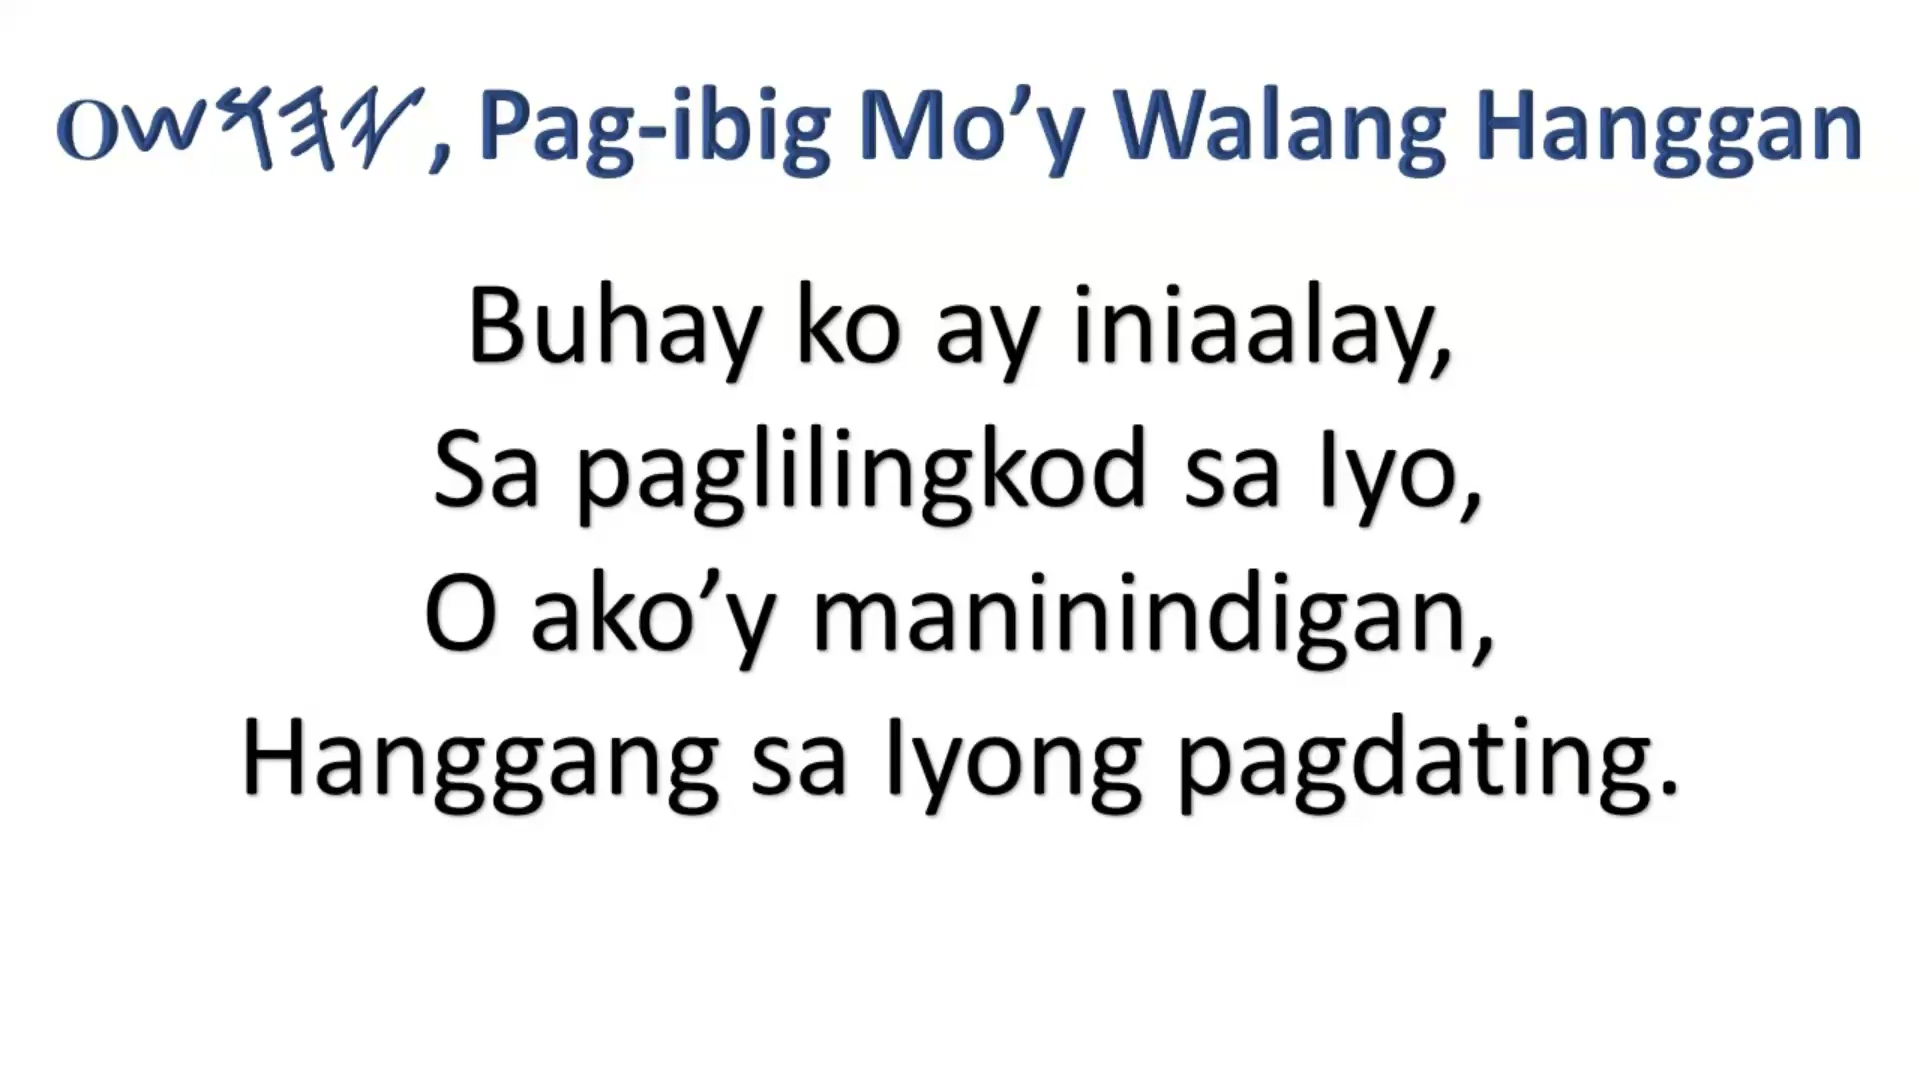 𐤉𐤄𐤅𐤔𐤏, Pag-ibig Mo’y Walang Hanggan
Buhay ko ay iniaalay,
Sa paglilingkod sa Iyo,
O ako’y maninindigan,
Hanggang sa Iyong pagdating.